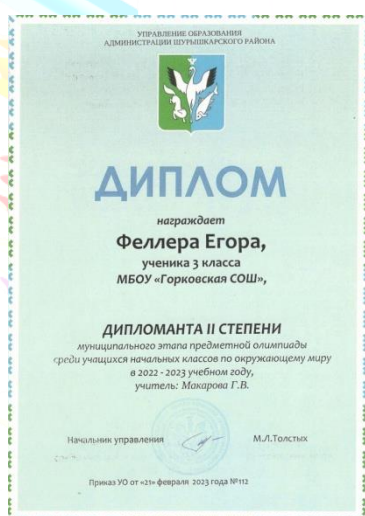 УПРАВЛЕНИЕ ОБРАЗОВАНИЯ
АДМИНИСТРАЦИИ ШУРЫШКАРСКОГО РАЙОНА
ДИПЛОМ
награждает
Феллера Егора,
ученика 3 класса
МБОУ «Горковская СОШ»,
ДИПЛОМАНТА II СТЕПЕНИ
муниципального этапа предметной олимпиады
среди учащихся начальных классов по окружающему миру
в 2022 - 2023 учебном году,
учитель: Макарова Г.В.
Начальник управления М.Л.Толстых
Приказ УО от «21» февраля 2023 года №112